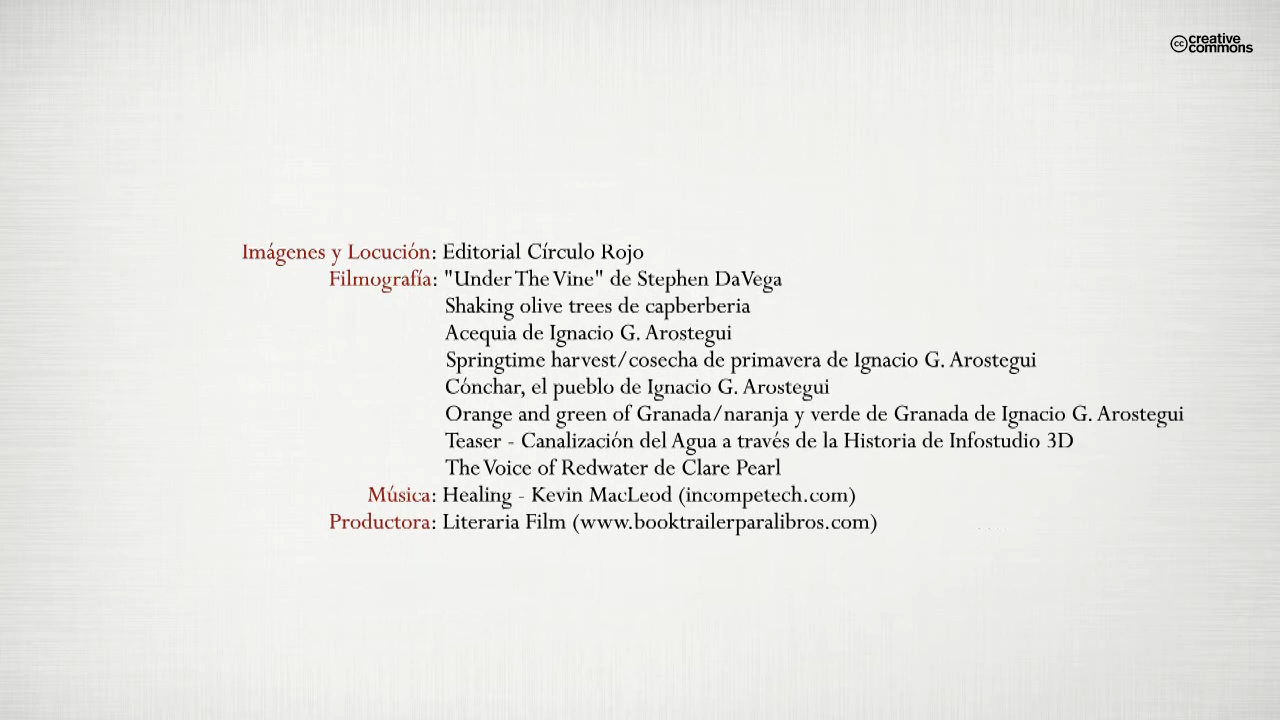 creative
commons
Imágenes y Locución: Editorial Círculo Rojo
Filmografía: "Under The Vine" de Stephen DaVega
Shaking olive trees de capberberia
Acequia de Ignacio G. Arostegui
Springtime harvest/cosecha de primavera de Ignacio G. Arostegui
Cónchar, el pueblo de Ignacio G. Arostegui
Orange and green of Granada/naranja y verde de Granada de Ignacio G. Arostegui
Teaser - Canalización del Agua a través de la Historia de Infostudio 3D
The Voice of Redwater de Clare Pearl
Música: Healing - Kevin MacLeod (incompetech.com)
Productora: Literaria Film (www.booktrailerparalibros.com)